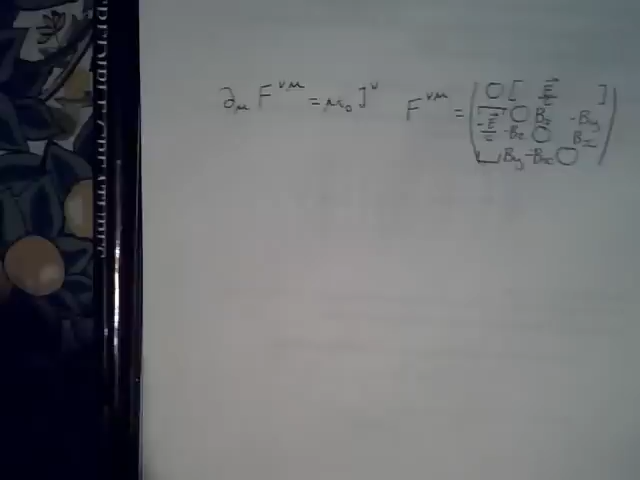 ∂μ F^νμ = μ₀ J^ν F^νμ = ( 0 [ E⃗/c ]
-E⃗/c 0 Bz -By
-Bz 0 Bx
By -Bx 0 )